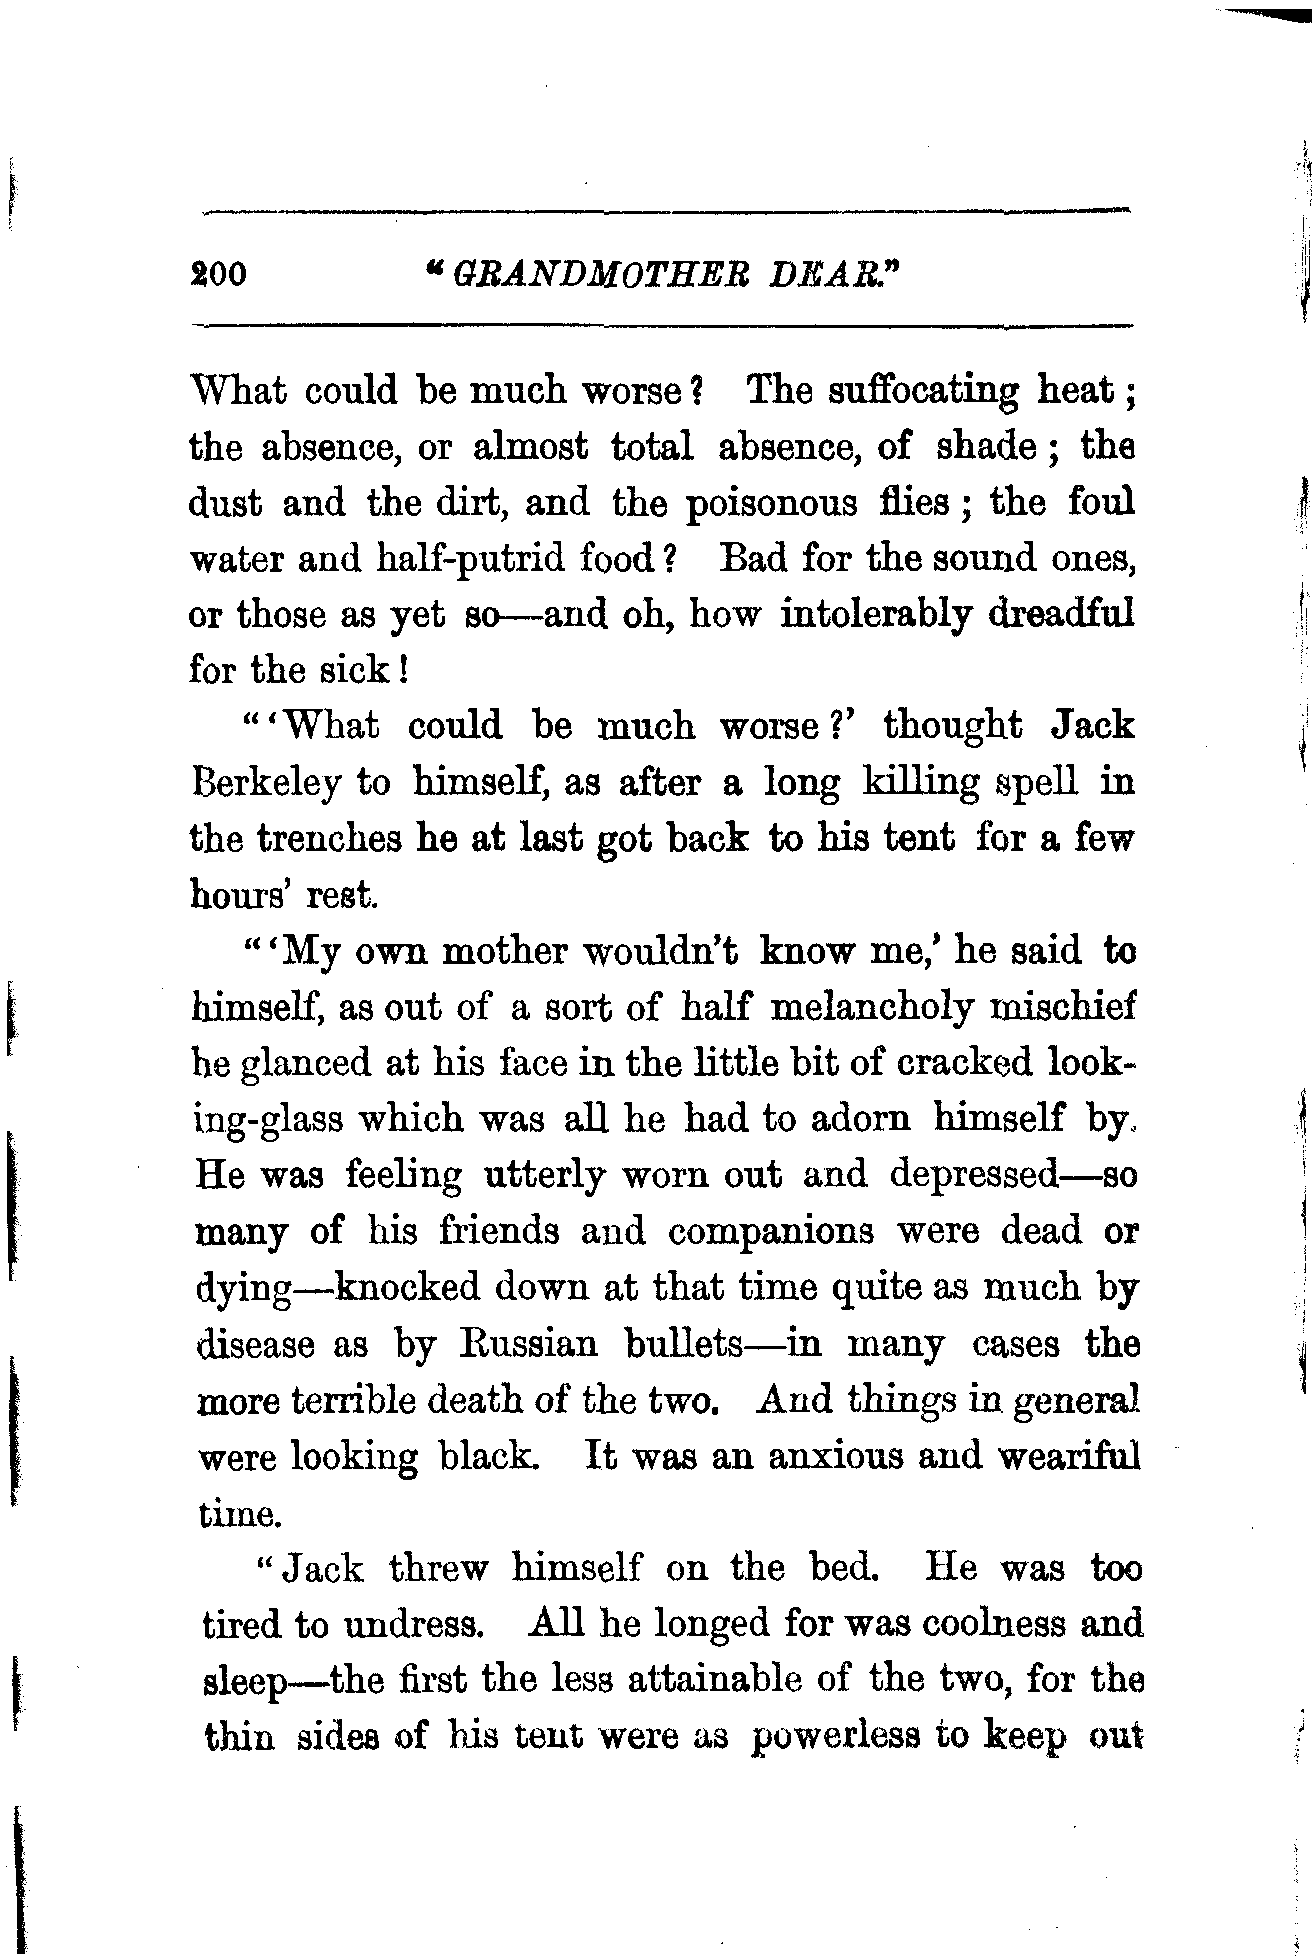 200 "GRANDMOTHER DEAR."
What could be much worse? The suffocating heat;
the absence, or almost total absence, of shade; the
dust and the dirt, and the poisonous flies; the foul
water and half-putrid food? Bad for the sound ones,
or those as yet so—and oh, how intolerably dreadful
for the sick!
"'What could be much worse?' thought Jack
Berkeley to himself, as after a long killing spell in
the trenches he at last got back to his tent for a few
hours' rest.
"'My own mother wouldn't know me,' he said to
himself, as out of a sort of half melancholy mischief
he glanced at his face in the little bit of cracked look-
ing-glass which was all he had to adorn himself by.
He was feeling utterly worn out and depressed—so
many of his friends and companions were dead or
dying—knocked down at that time quite as much by
disease as by Russian bullets—in many cases the
more terrible death of the two. And things in general
were looking black. It was an anxious and weariful
time.
"Jack threw himself on the bed. He was too
tired to undress. All he longed for was coolness and
sleep—the first the less attainable of the two, for the
thin sides of his tent were as powerless to keep out